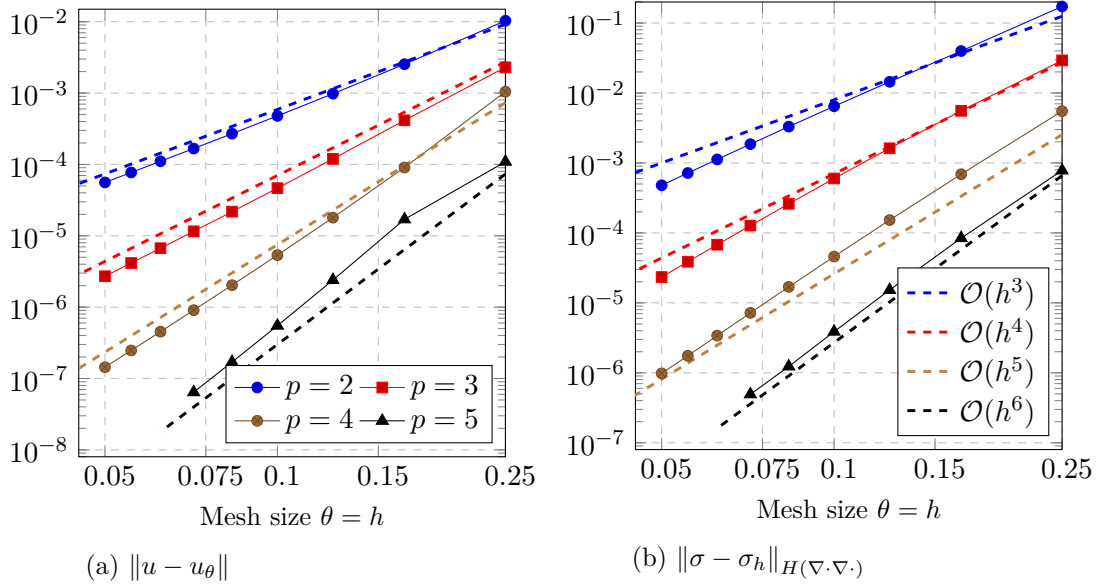 10^{-2}
10^{-3}
10^{-4}
10^{-5}
10^{-6}
10^{-7}
10^{-8}
p = 2 p = 3
p = 4 p = 5
0.05 0.075 0.1 0.15 0.25
Mesh size θ = h
(a) ‖u − u_θ‖
10^{-1}
10^{-2}
10^{-3}
10^{-4}
10^{-5}
10^{-6}
10^{-7}
𝒪(h^3)
𝒪(h^4)
𝒪(h^5)
𝒪(h^6)
0.05 0.075 0.1 0.15 0.25
Mesh size θ = h
(b) ‖σ − σ_h‖_{H(∇·∇·)}